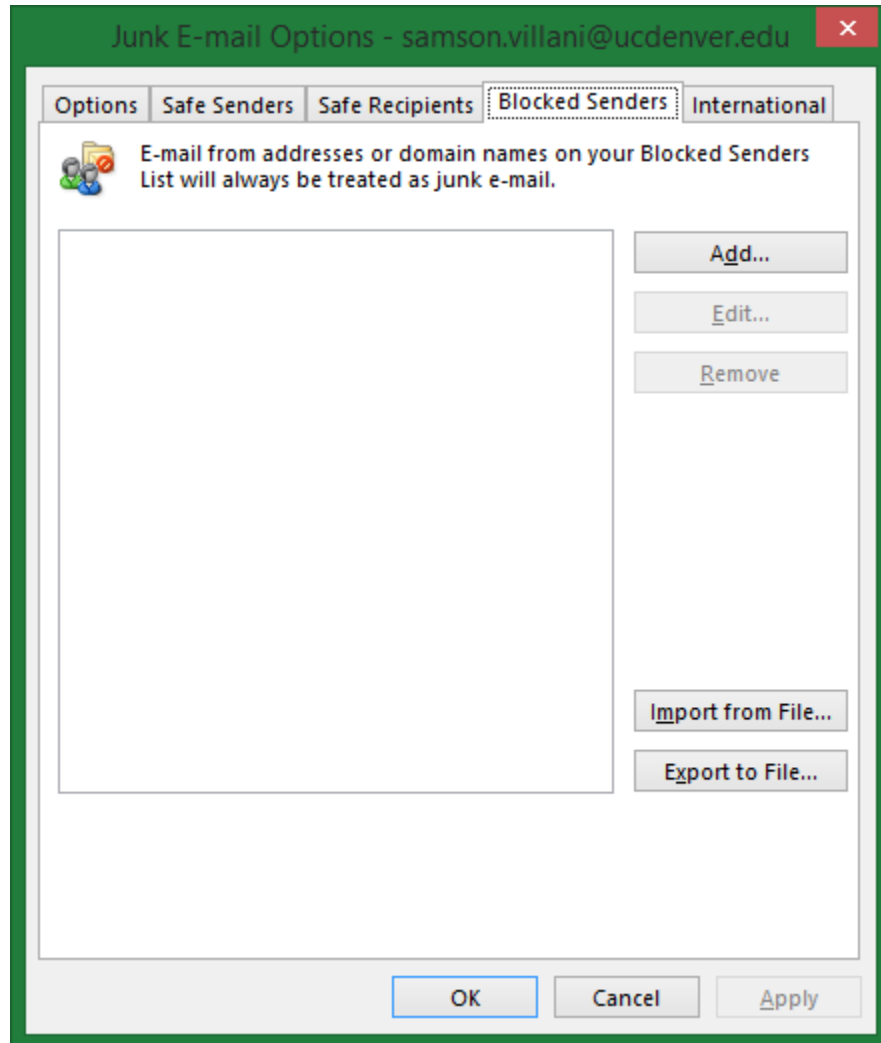 Junk E-mail Options - samson.villani@ucdenver.edu
Options Safe Senders Safe Recipients Blocked Senders International
E-mail from addresses or domain names on your Blocked Senders
List will always be treated as junk e-mail.
Add...
Edit...
Remove
Import from File...
Export to File...
OK Cancel Apply